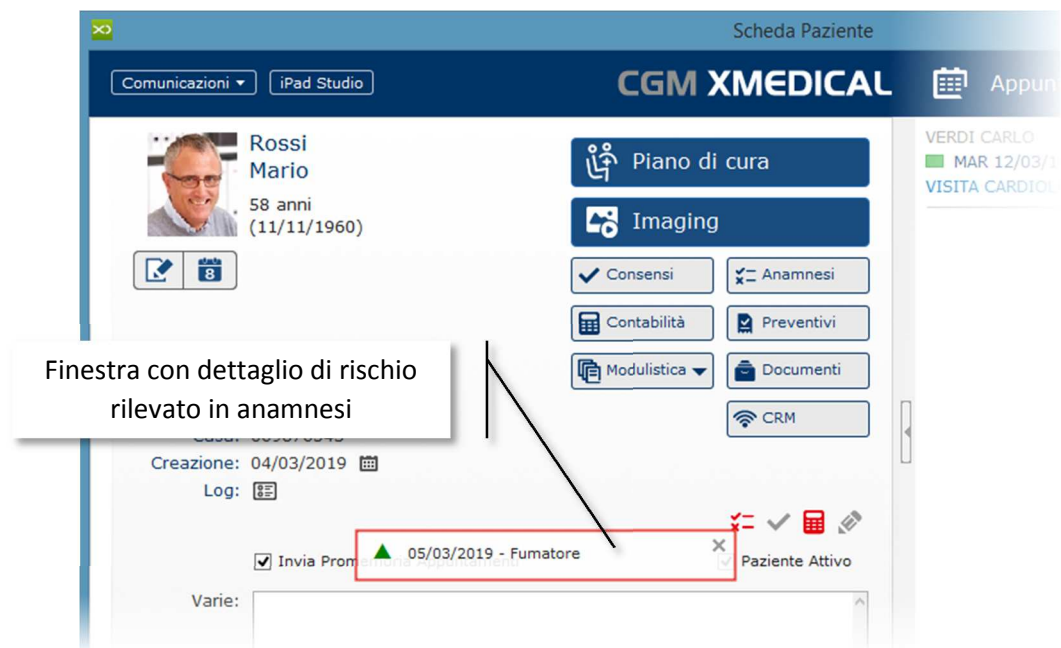 Scheda Paziente
Comunicazioni
iPad Studio
CGM XMEDICAL
Appun
Rossi
Mario
58 anni
(11/11/1960)
Piano di cura
Imaging
Consensi
Anamnesi
Contabilità
Preventivi
Modulistica
Documenti
CRM
VERDI CARLO
MAR 12/03/1
VISITA CARDIOL
Finestra con dettaglio di rischio
rilevato in anamnesi
Creazione: 04/03/2019
Log:
05/03/2019 - Fumatore
Invia Promemoria Appuntamenti
Paziente Attivo
Varie: